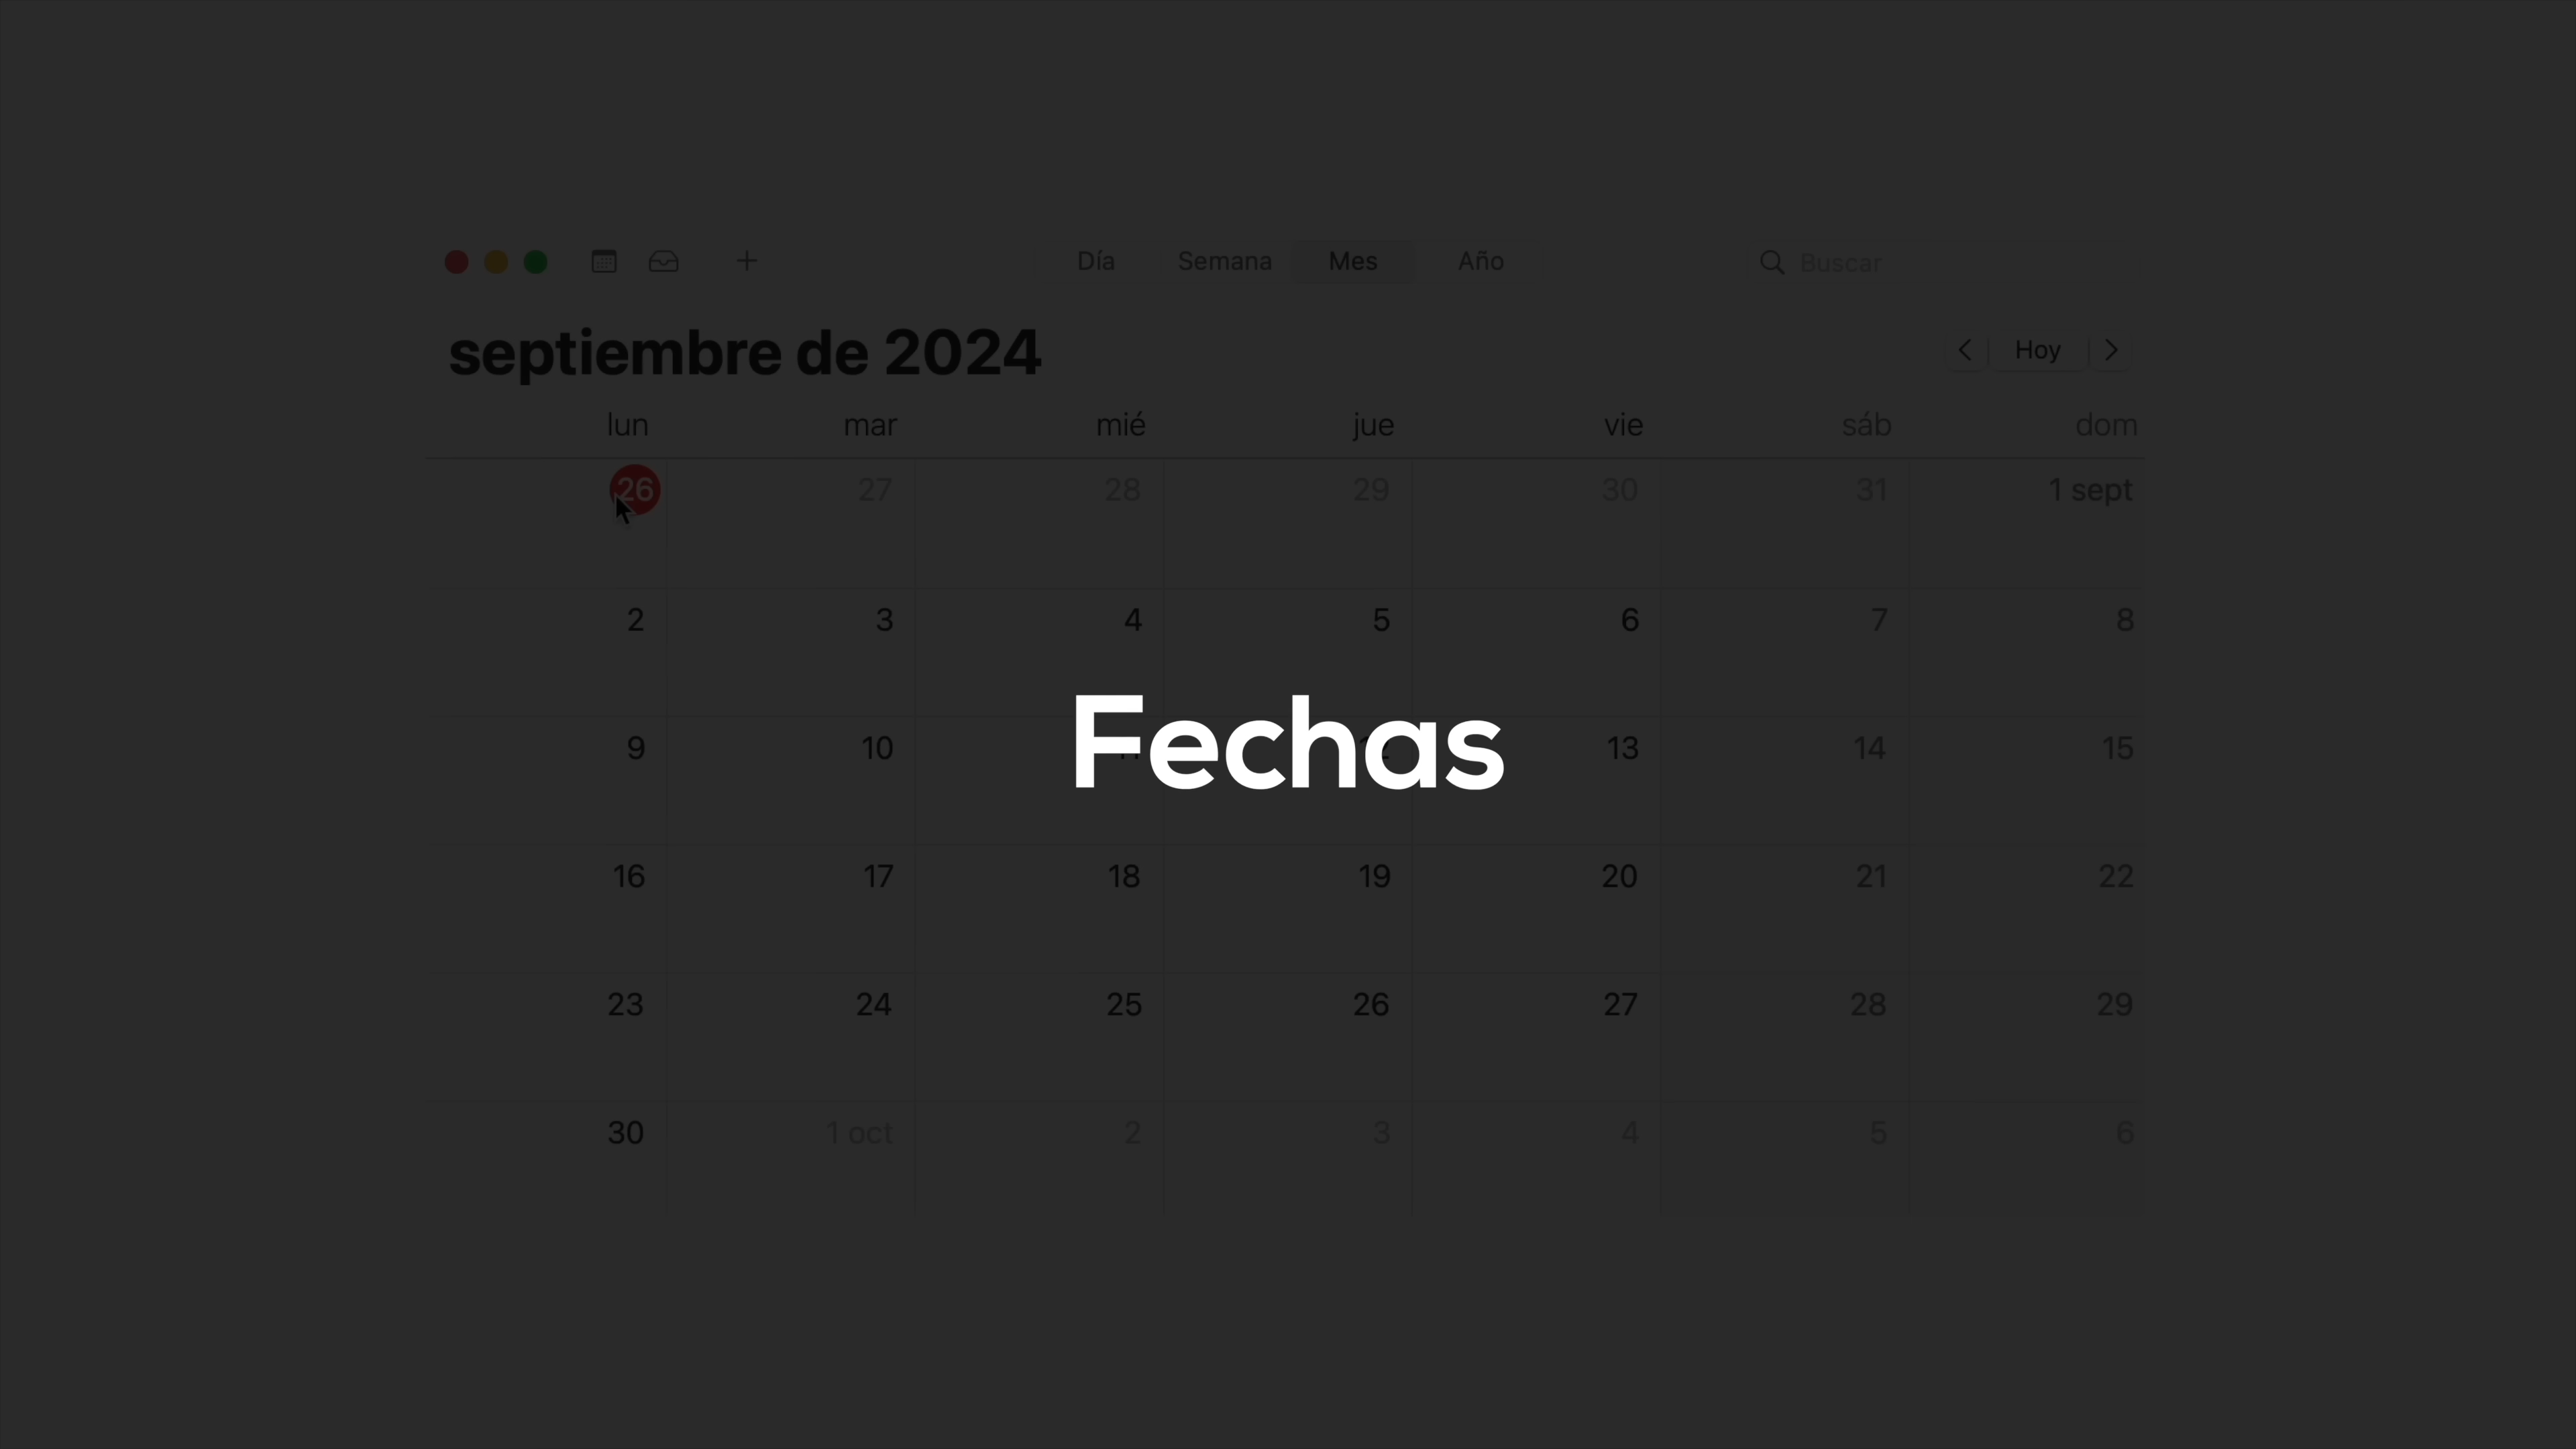 Día Semana Mes Año Buscar
septiembre de 2024
Hoy
lun mar mié jue vie sáb dom
26 27 28 29 30 31 1 sept
2 3 4 5 6 7 8
Fechas
9 10 11 12 13 14 15
16 17 18 19 20 21 22
23 24 25 26 27 28 29
30 1 oct 2 3 4 5 6